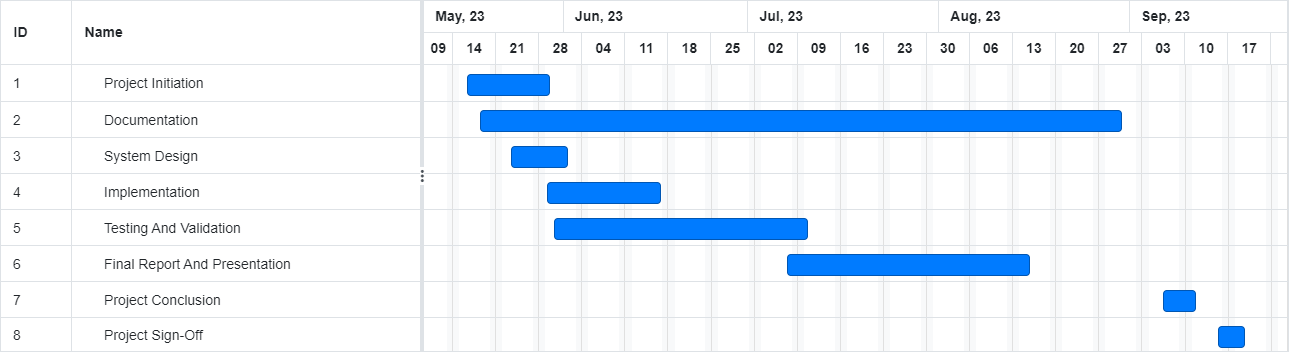 ID Name May, 23 Jun, 23 Jul, 23 Aug, 23 Sep, 23
09 14 21 28 04 11 18 25 02 09 16 23 30 06 13 20 27 03 10 17
1 Project Initiation
2 Documentation
3 System Design
4 Implementation
5 Testing And Validation
6 Final Report And Presentation
7 Project Conclusion
8 Project Sign-Off